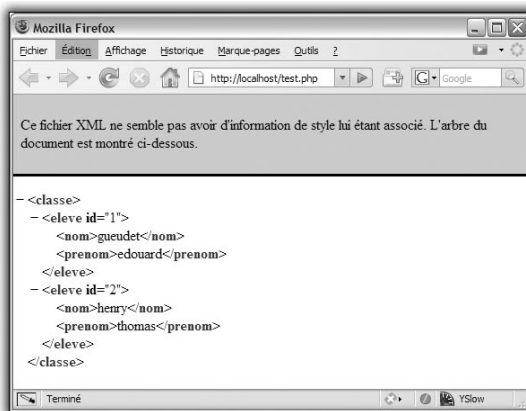 Mozilla Firefox
Fichier Édition Affichage Historique Marque-pages Outils ?
http://localhost/test.php G Google
Ce fichier XML ne semble pas avoir d'information de style lui étant associé. L'arbre du
document est montré ci-dessous.
− <classe>
− <eleve id="1">
<nom>gueudet</nom>
<prenom>edouard</prenom>
</eleve>
− <eleve id="2">
<nom>henry</nom>
<prenom>thomas</prenom>
</eleve>
</classe>
Terminé YSlow